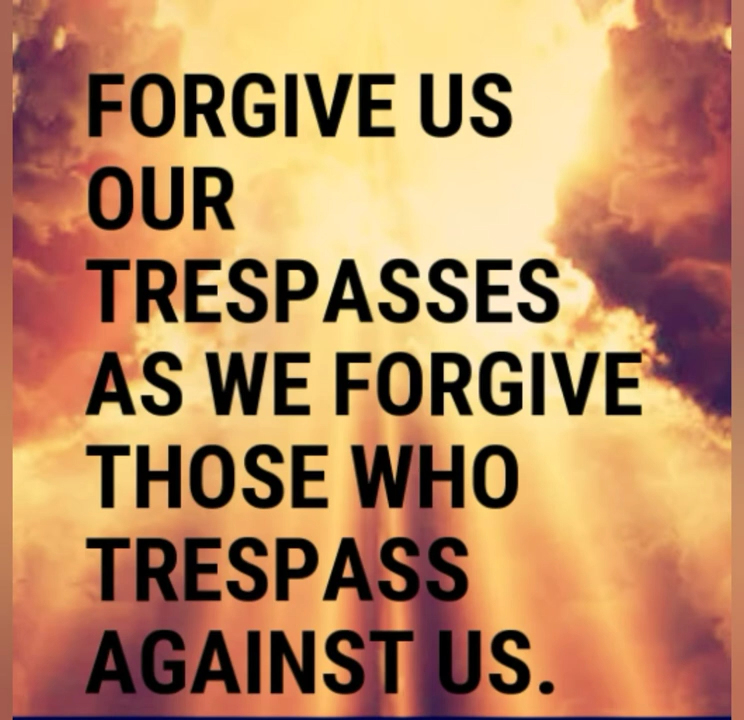 FORGIVE US
OUR
TRESPASSES
AS WE FORGIVE
THOSE WHO
TRESPASS
AGAINST US.